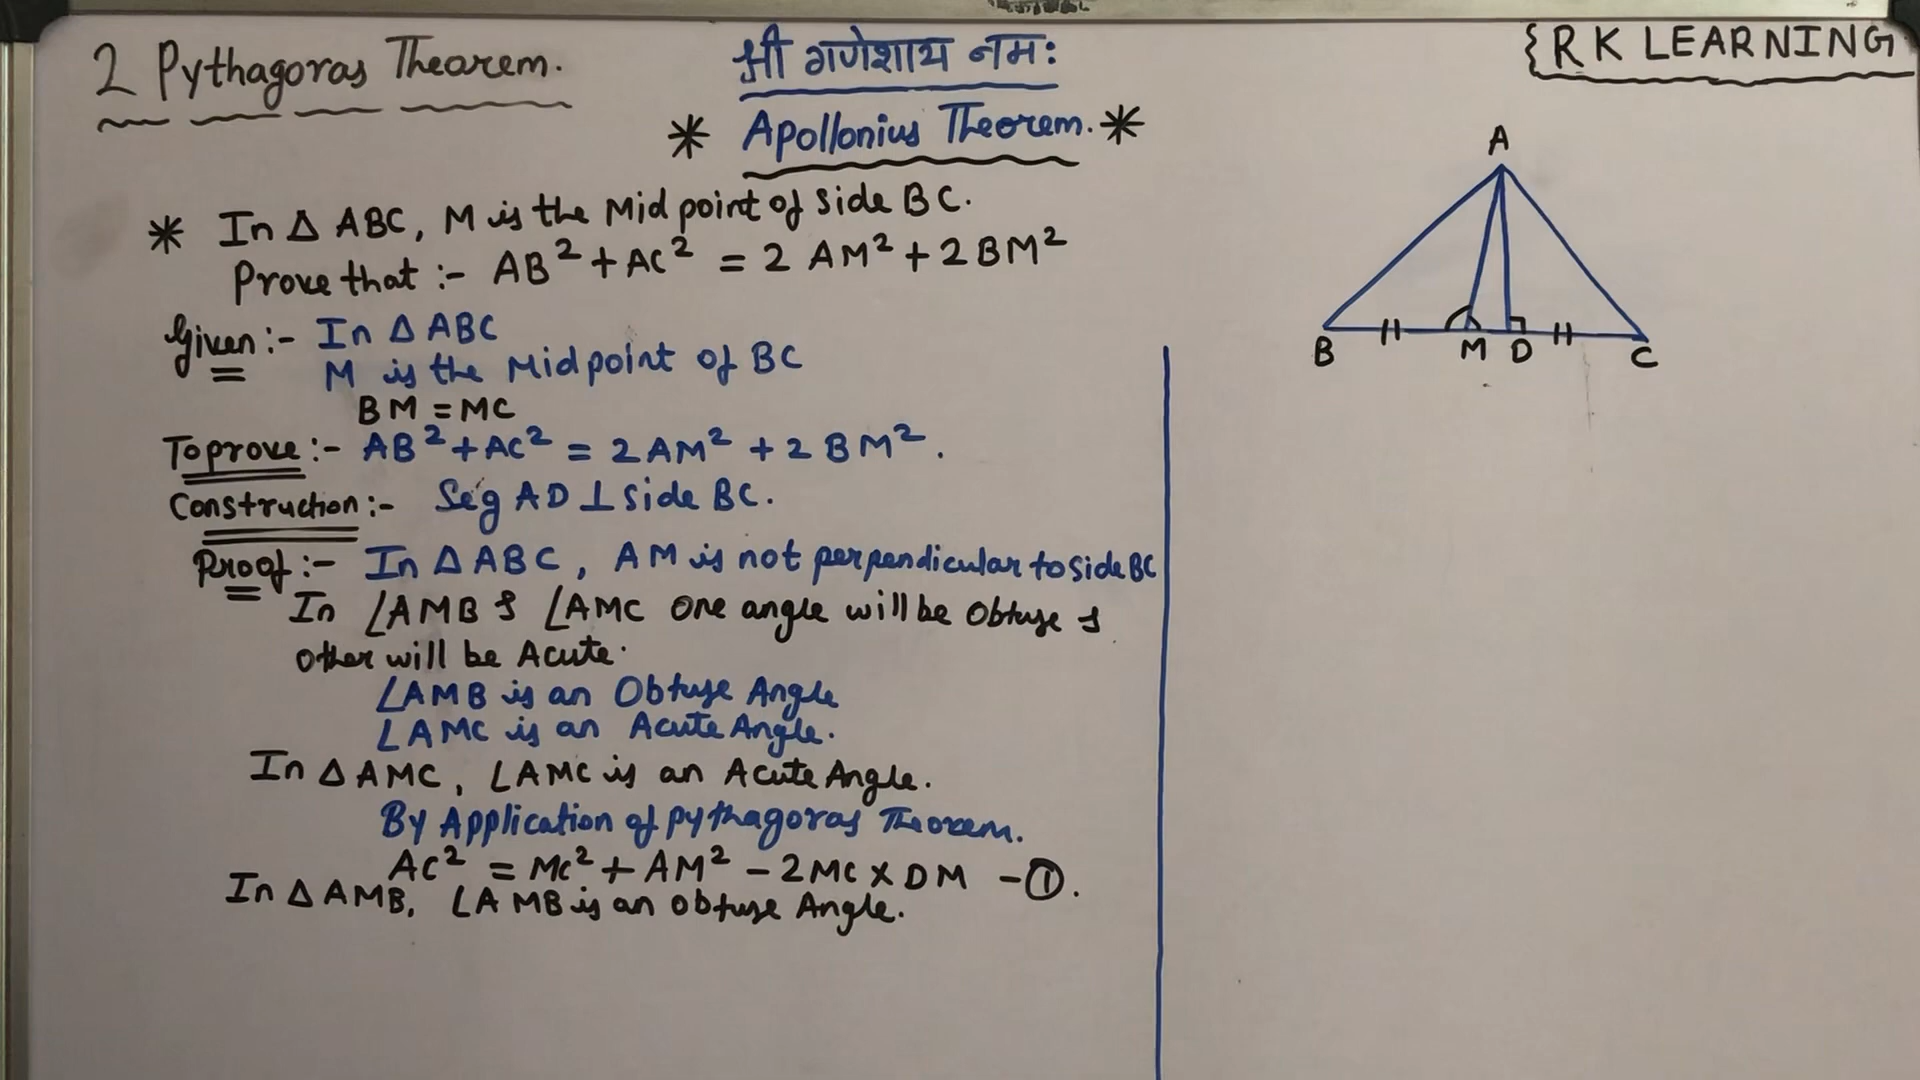 2 Pythagoras Theorem.
श्री गणेशाय नमः
{RK LEARNING
* Apollonius Theorem. *
* In Δ ABC, M is the Mid point of side BC.
Prove that :- AB² + AC² = 2 AM² + 2 BM²
Given :- In Δ ABC
M is the Midpoint of BC
BM = MC
To prove :- AB² + AC² = 2 AM² + 2 BM².
Construction :- Seg AD ⊥ side BC.
Proof :- In Δ ABC, AM is not perpendicular to side BC
In ∠AMB & ∠AMC one angle will be Obtuse &
other will be Acute.
∠AMB is an Obtuse Angle
∠AMC is an Acute Angle.
In Δ AMC, ∠AMC is an Acute Angle.
By Application of pythagoras Theorem.
AC² = MC² + AM² - 2MC × DM - ①.
In Δ AMB, ∠AMB is an obtuse Angle.
A
B M D C